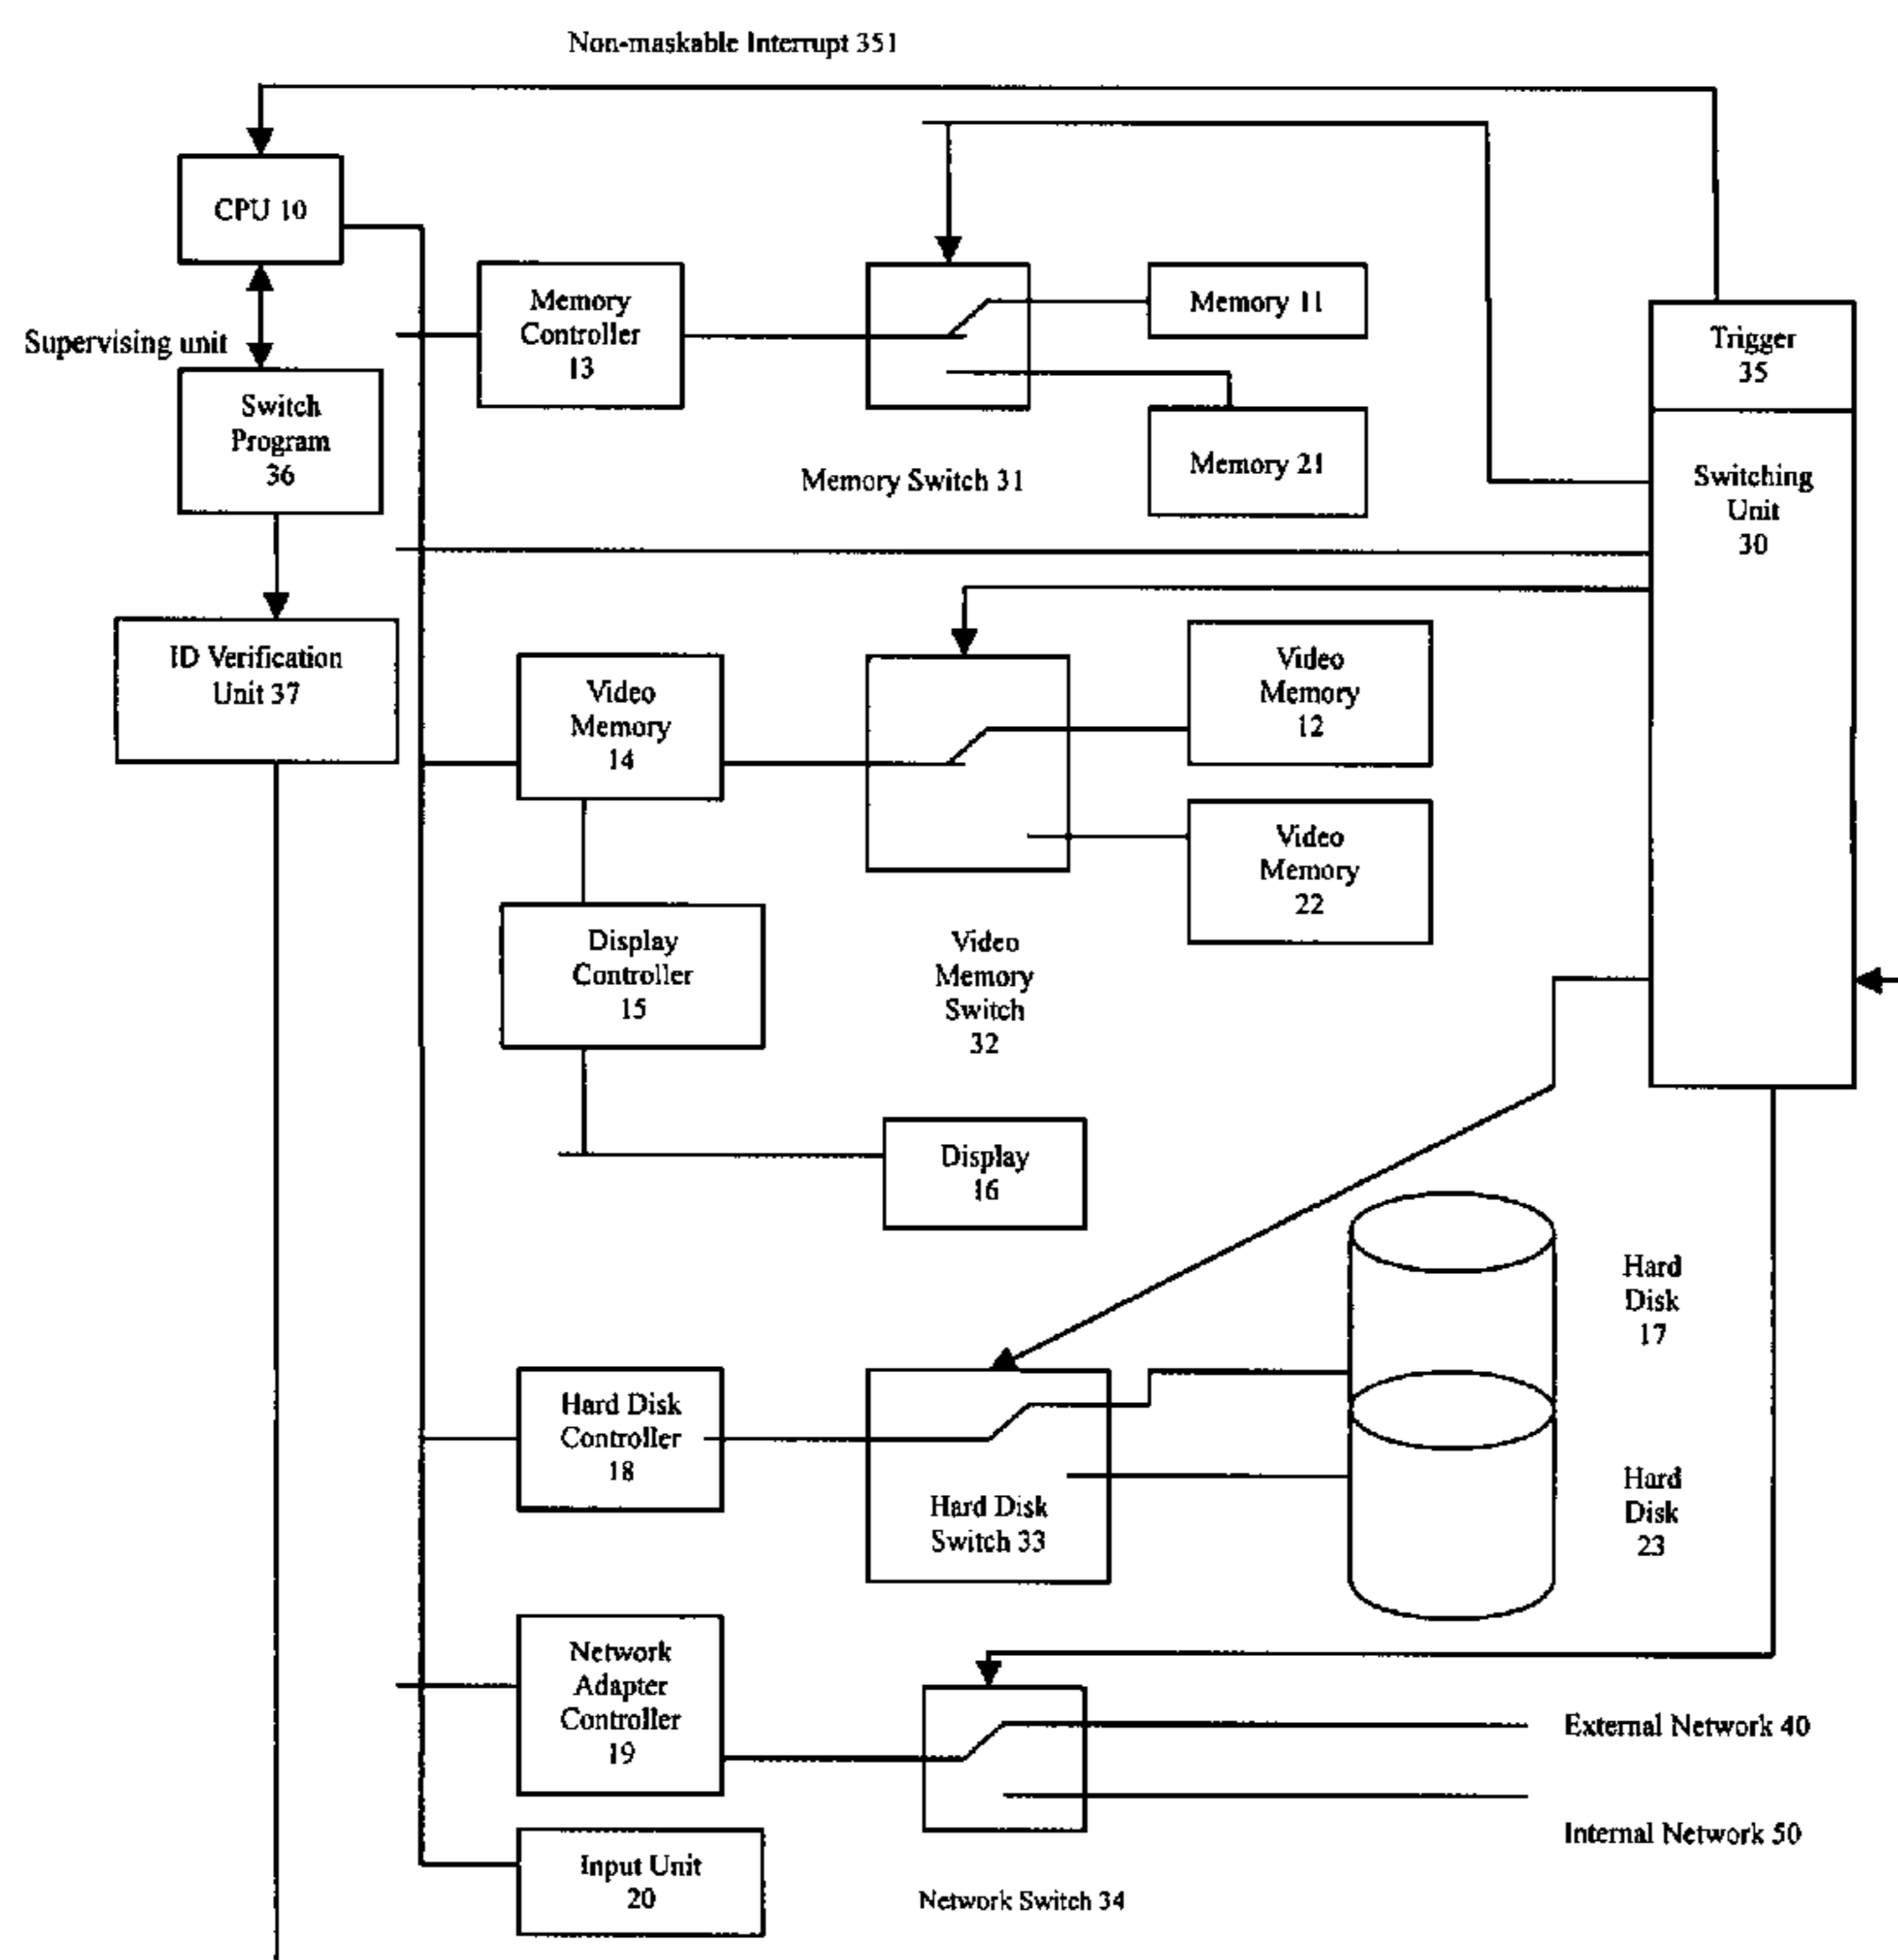 Non-maskable Interrupt 351
CPU 10
Supervising unit
Switch
Program
36
ID Verification
Unit 37
Memory
Controller
13
Memory 11
Memory 21
Memory Switch 31
Trigger
35
Switching
Unit
30
Video
Memory
14
Video
Memory
12
Video
Memory
22
Display
Controller
15
Video
Memory
Switch
32
Display
16
Hard
Disk
17
Hard Disk
Controller
18
Hard Disk
Switch 33
Hard
Disk
23
Network
Adapter
Controller
19
External Network 40
Internal Network 50
Input Unit
20
Network Switch 34